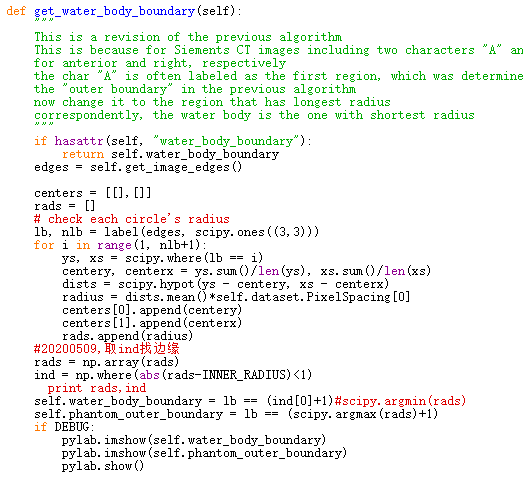 def get_water_body_boundary(self):
    """
    This is a revision of the previous algorithm
    This is because for Siements CT images including two characters "A" an
    for anterior and right, respectively
    the char "A" is often labeled as the first region, which was determine
    the "outer boundary" in the previous algorithm
    now change it to the region that has longest radius
    correspondently, the water body is the one with shortest radius
    """
    if hasattr(self, "water_body_boundary"):
        return self.water_body_boundary
    edges = self.get_image_edges()

    centers = [[],[]]
    rads = []
    # check each circle's radius
    lb, nlb = label(edges, scipy.ones((3,3)))
    for i in range(1, nlb+1):
        ys, xs = scipy.where(lb == i)
        centery, centerx = ys.sum()/len(ys), xs.sum()/len(xs)
        dists = scipy.hypot(ys - centery, xs - centerx)
        radius = dists.mean()*self.dataset.PixelSpacing[0]
        centers[0].append(centery)
        centers[1].append(centerx)
        rads.append(radius)
    #20200509,取ind找边缘
    rads = np.array(rads)
    ind = np.where(abs(rads-INNER_RADIUS)<1)
      print rads,ind
    self.water_body_boundary = lb == (ind[0]+1)#scipy.argmin(rads)
    self.phantom_outer_boundary = lb == (scipy.argmax(rads)+1)
    if DEBUG:
        pylab.imshow(self.water_body_boundary)
        pylab.imshow(self.phantom_outer_boundary)
        pylab.show()